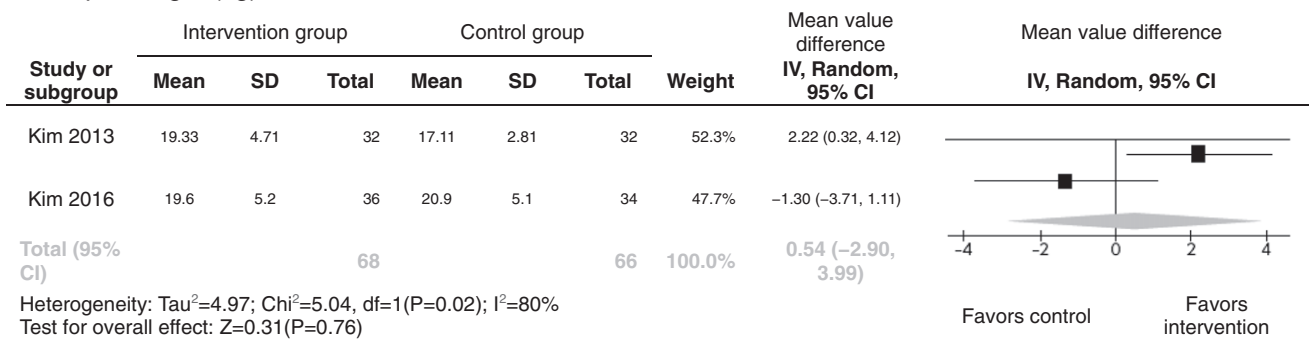 Intervention group Control group Mean value difference Mean value difference
Study or subgroup Mean SD Total Mean SD Total Weight IV, Random, 95% CI IV, Random, 95% CI
Kim 2013 19.33 4.71 32 17.11 2.81 32 52.3% 2.22 (0.32, 4.12)
Kim 2016 19.6 5.2 36 20.9 5.1 34 47.7% −1.30 (−3.71, 1.11)
Total (95% CI) 68 66 100.0% 0.54 (−2.90, 3.99)
-4 -2 0 2 4
Heterogeneity: Tau²=4.97; Chi²=5.04, df=1(P=0.02); I²=80%
Test for overall effect: Z=0.31(P=0.76)
Favors control Favors intervention